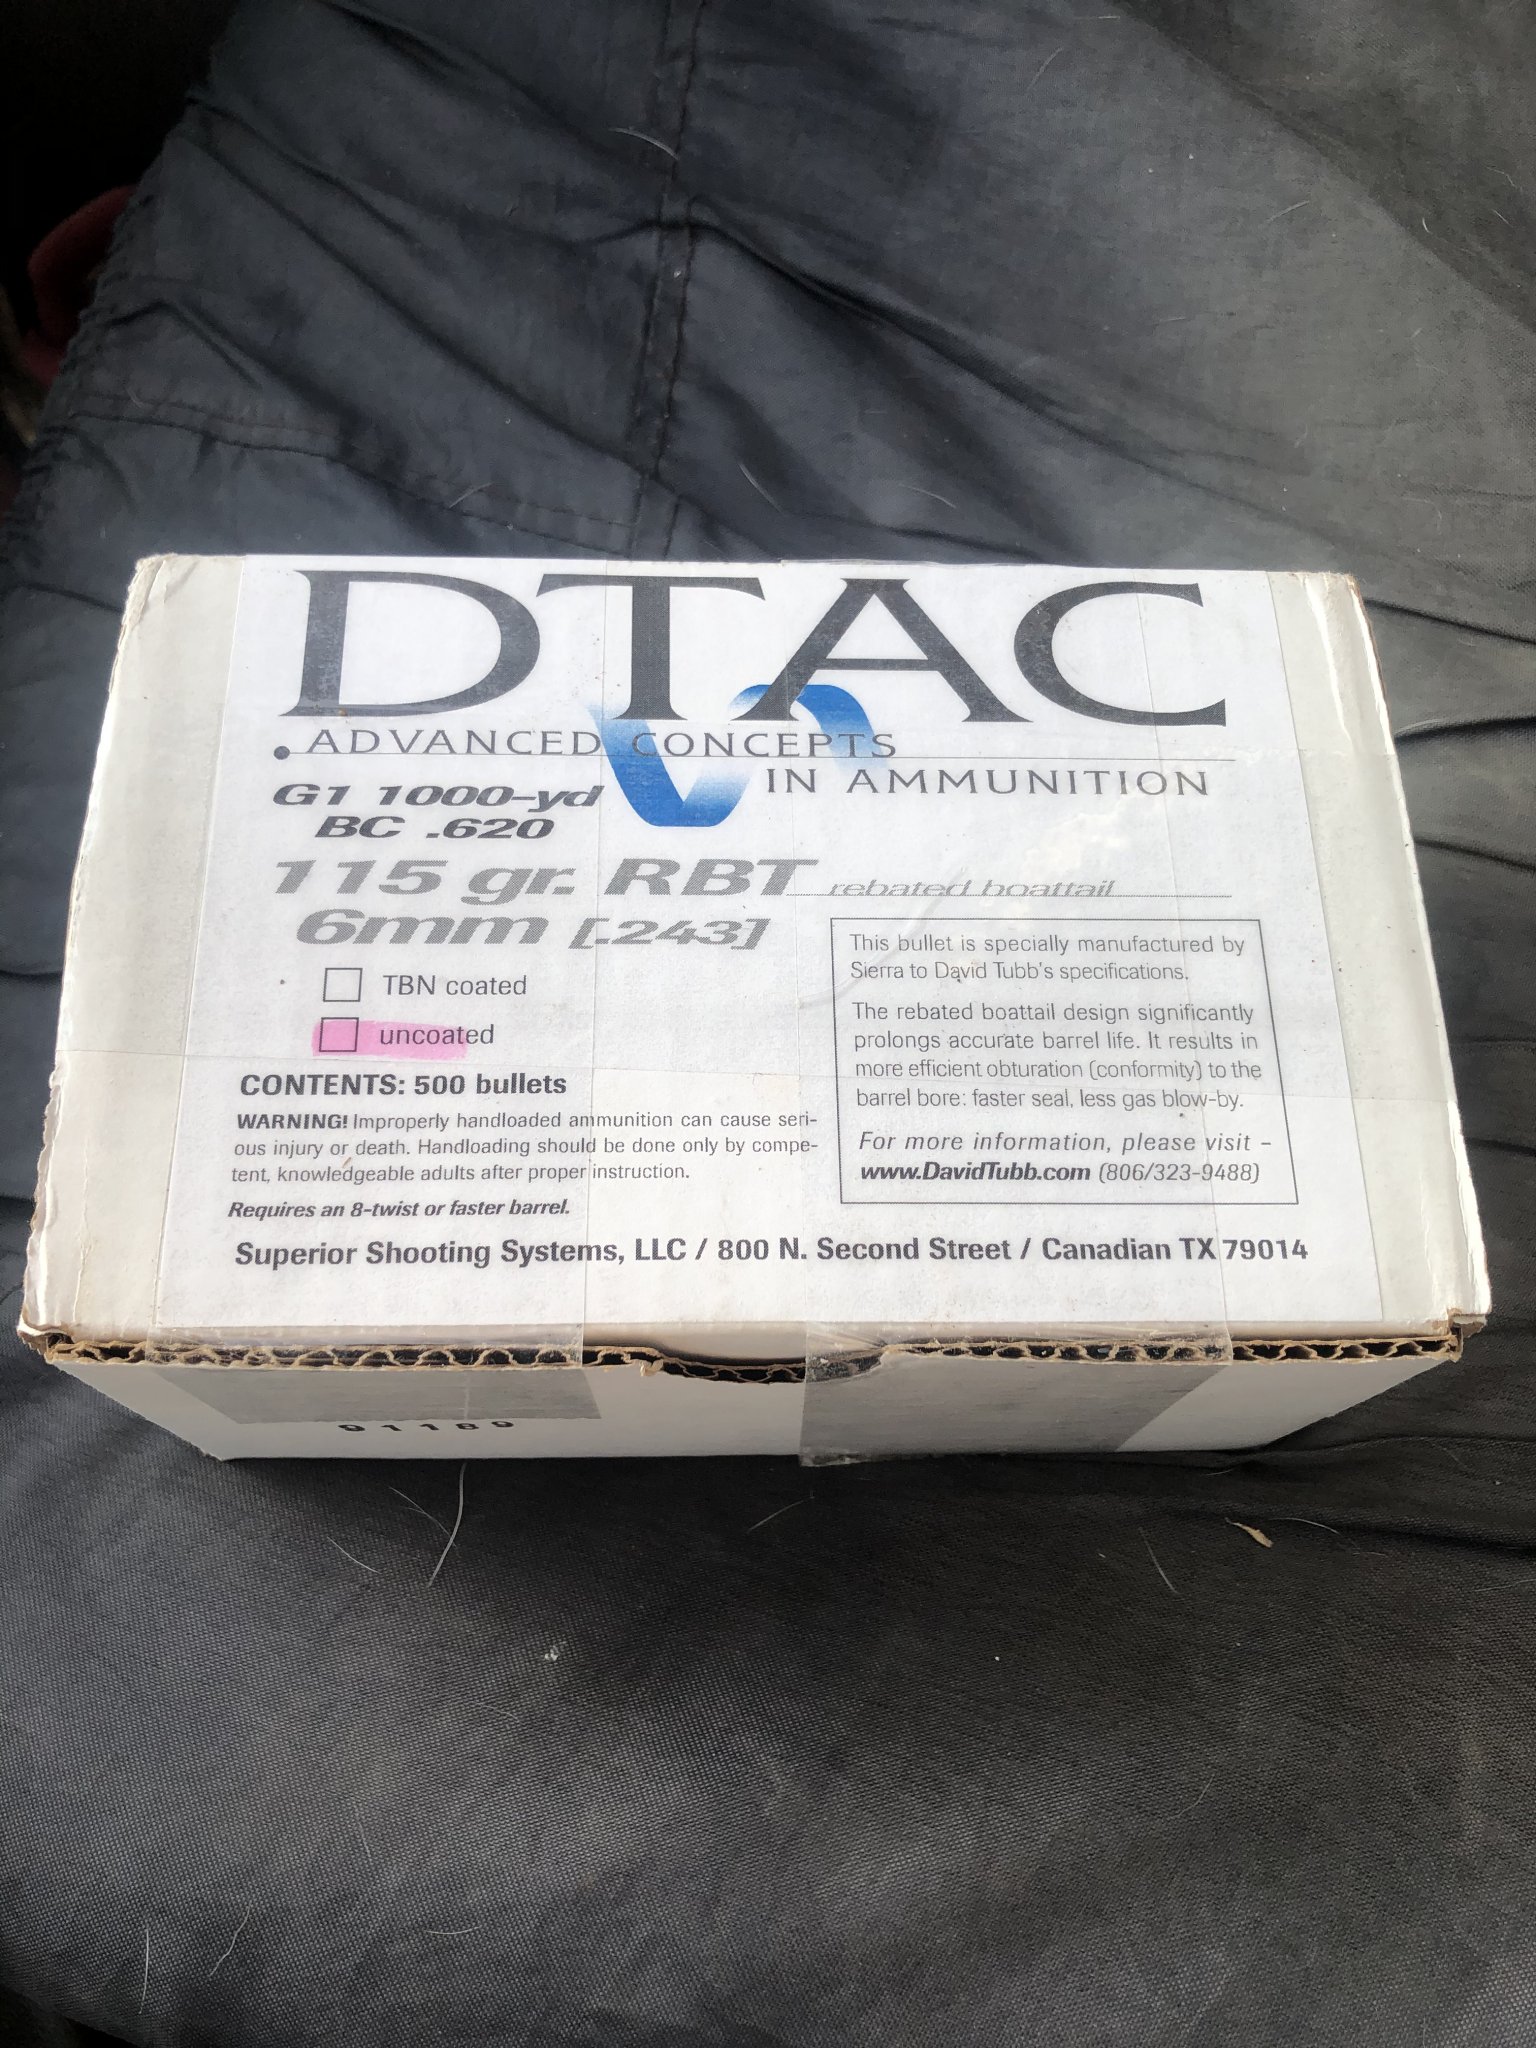 DTAC
ADVANCED CONCEPTS
IN AMMUNITION
G1 1000-yd
BC .620
115 gr. RBT rebated boattail
6mm [.243]
TBN coated
uncoated
CONTENTS: 500 bullets
WARNING! Improperly handloaded ammunition can cause seri-
ous injury or death. Handloading should be done only by compe-
tent, knowledgeable adults after proper instruction.
Requires an 8-twist or faster barrel.
This bullet is specially manufactured by
Sierra to David Tubb's specifications.
The rebated boattail design significantly
prolongs accurate barrel life. It results in
more efficient obturation (conformity) to the
barrel bore: faster seal, less gas blow-by.
For more information, please visit –
www.DavidTubb.com (806/323-9488)
Superior Shooting Systems, LLC / 800 N. Second Street / Canadian TX 79014